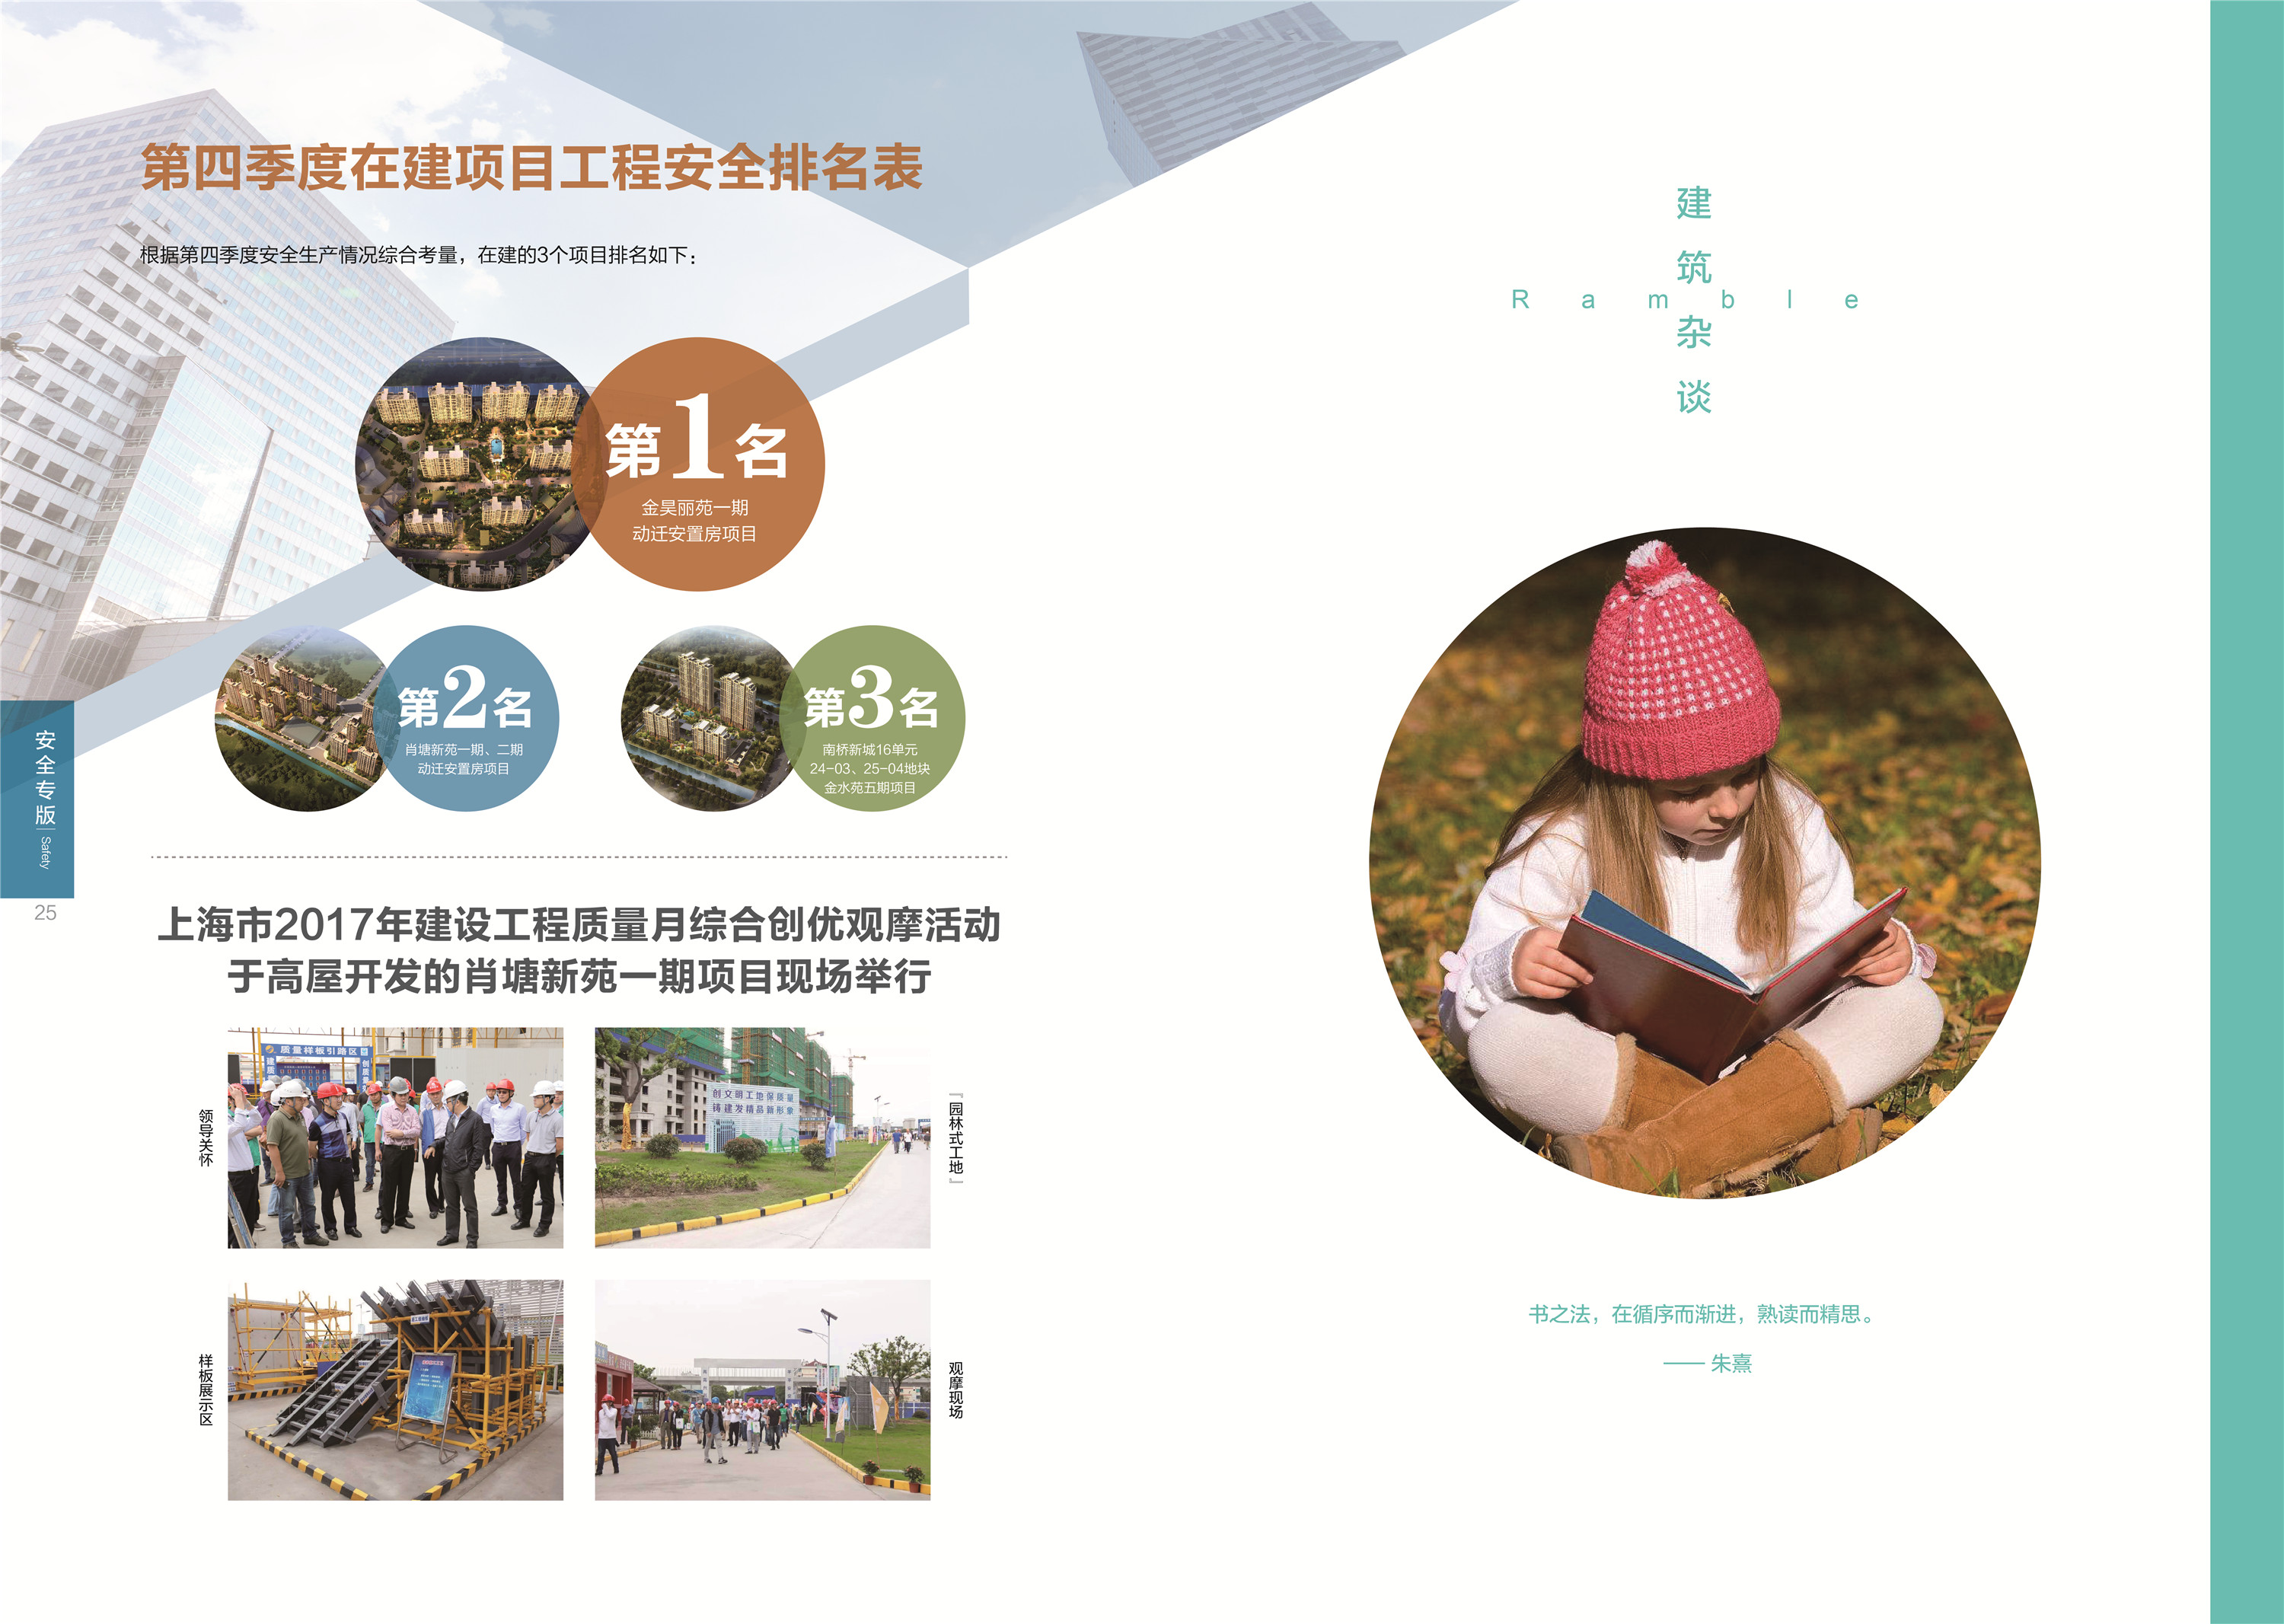 第四季度在建项目工程安全排名表
根据第四季度安全生产情况综合考量，在建的3个项目排名如下：
第1名
金昊丽苑一期
动迁安置房项目
第2名
肖塘新苑一期、二期
动迁安置房项目
第3名
南桥新城16单元
24-03、25-04地块
金水苑五期项目
安全专版
Safety
25
上海市2017年建设工程质量月综合创优观摩活动
于高屋开发的肖塘新苑一期项目现场举行
领导关怀
质量样板引路区
创文明工地保质量
铸建发精品新形象
『园林式工地』
样板展示区
观摩现场
建筑杂谈
Ramble
书之法，在循序而渐进，熟读而精思。
—— 朱熹